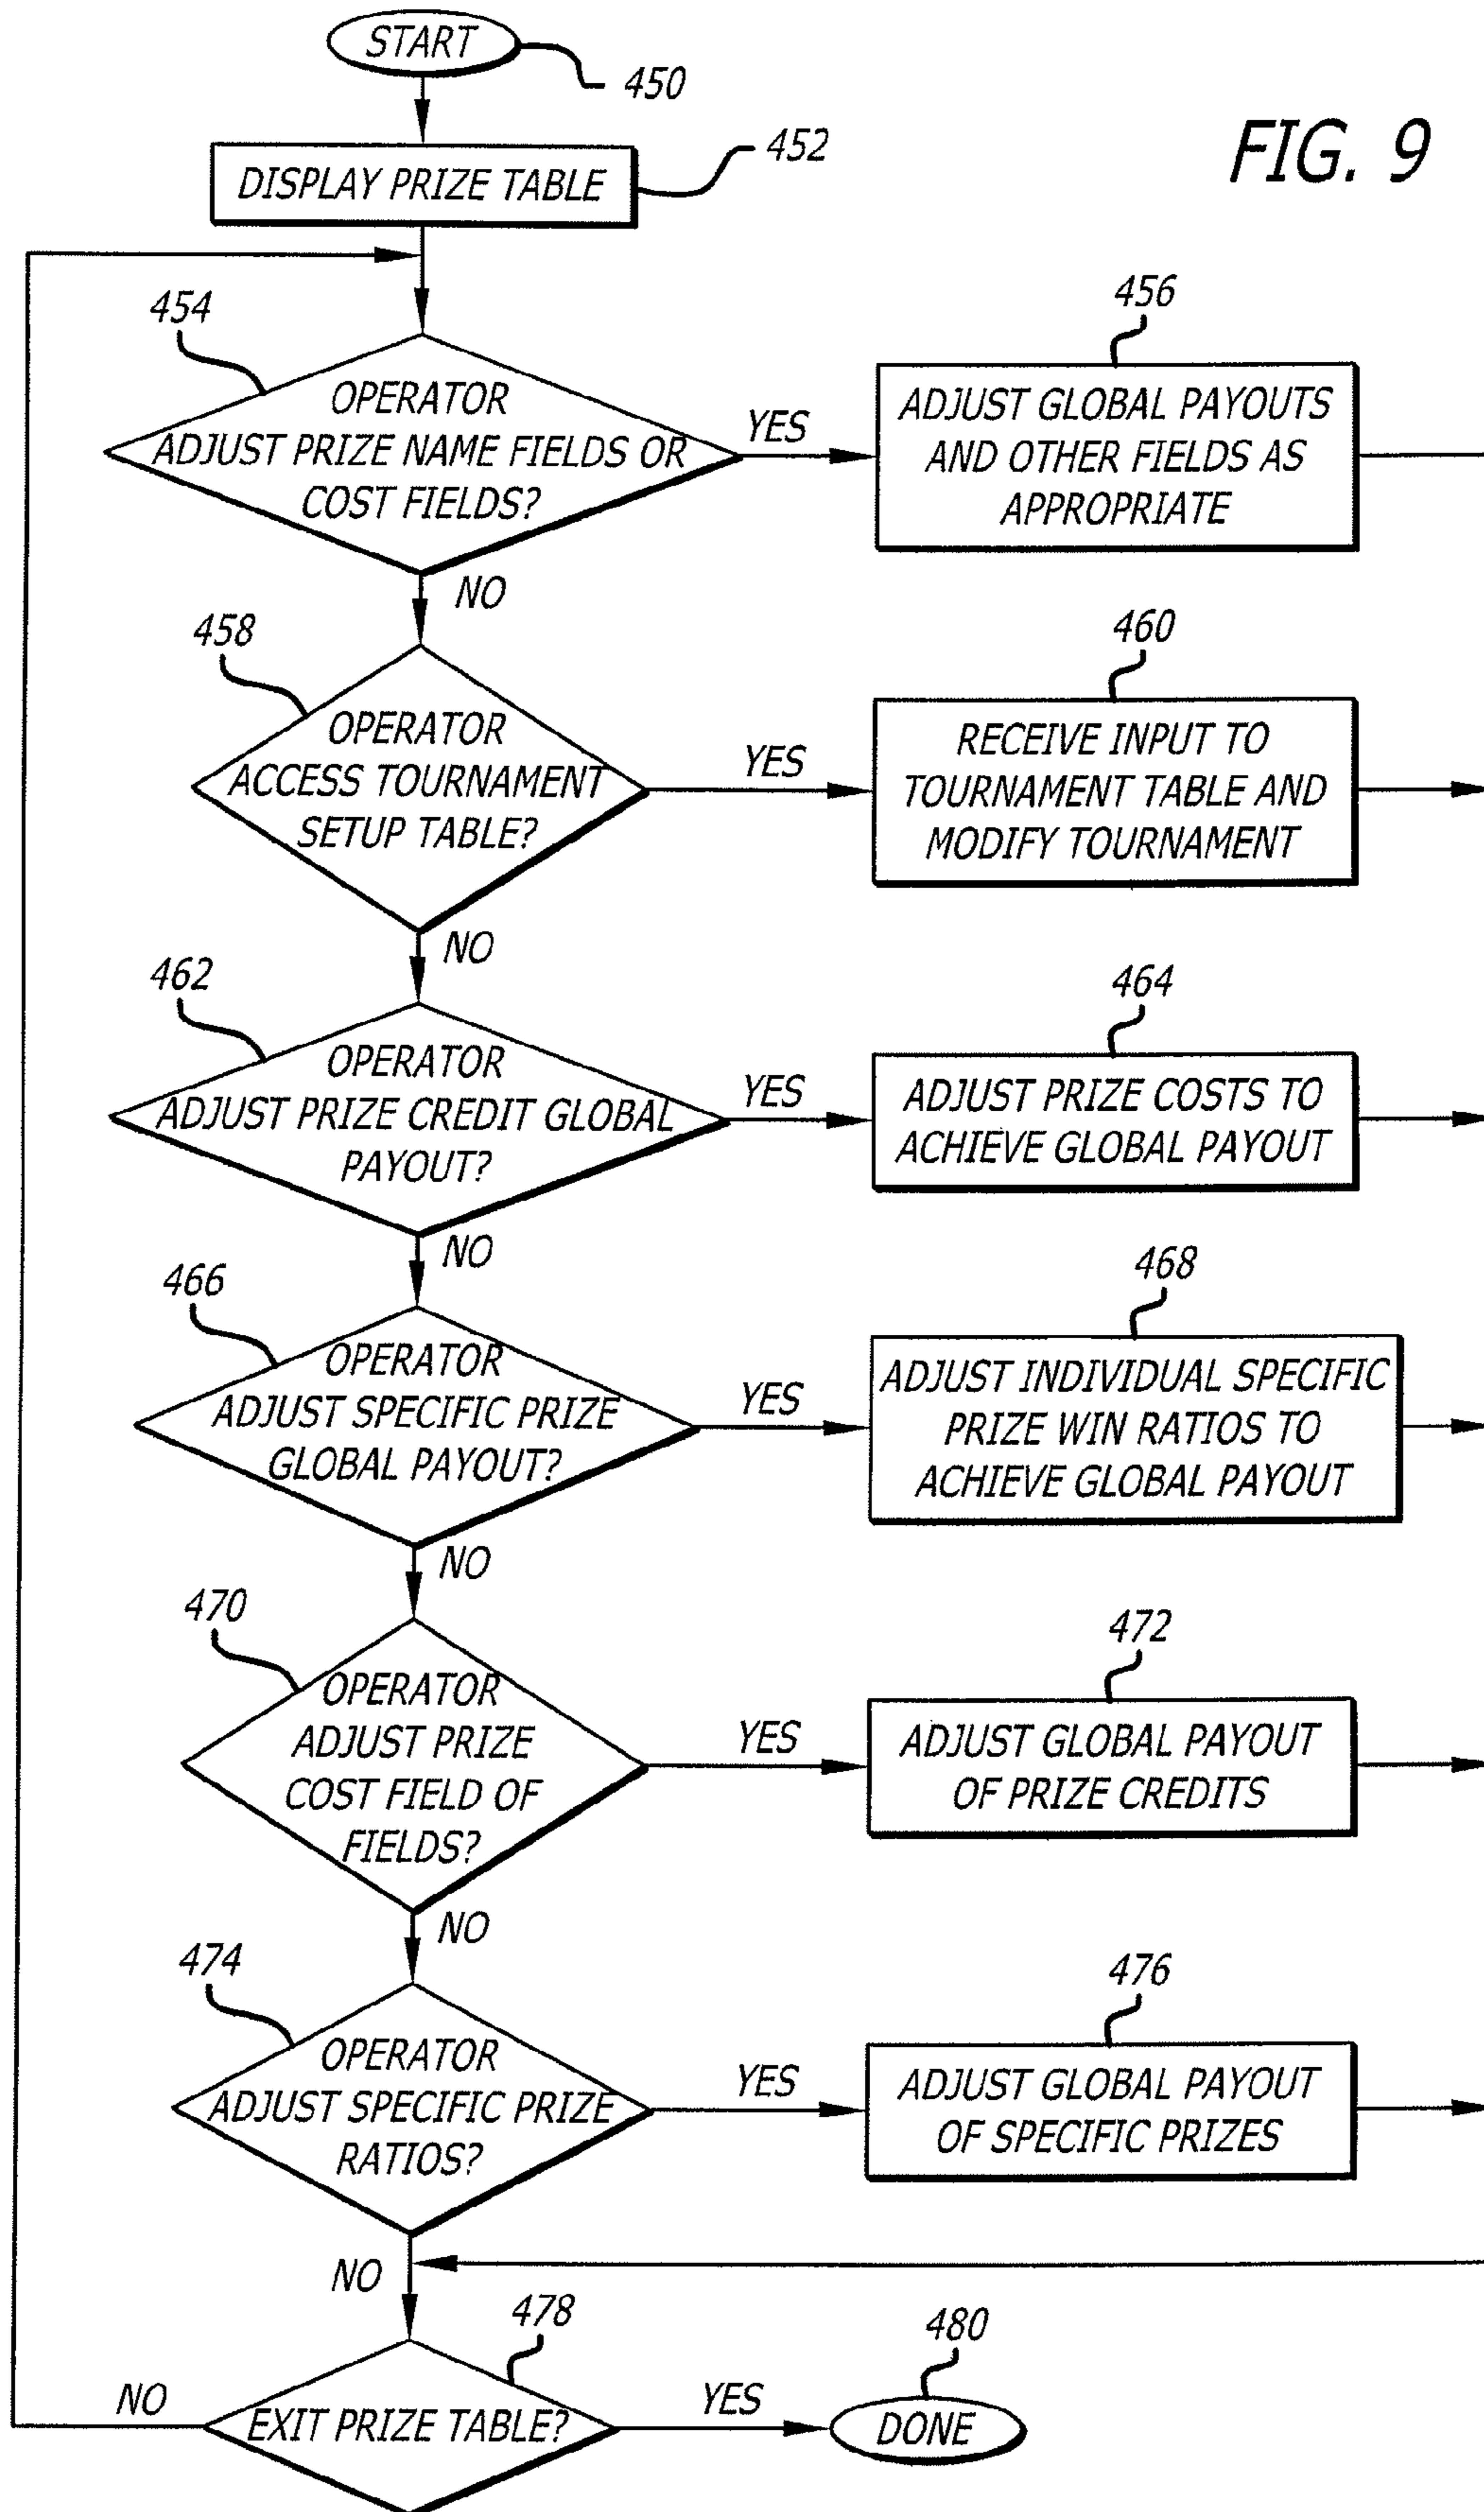 START
450
FIG. 9
DISPLAY PRIZE TABLE
452
454
OPERATOR
ADJUST PRIZE NAME FIELDS OR
COST FIELDS?
YES
456
ADJUST GLOBAL PAYOUTS
AND OTHER FIELDS AS
APPROPRIATE
NO
458
OPERATOR
ACCESS TOURNAMENT
SETUP TABLE?
YES
460
RECEIVE INPUT TO
TOURNAMENT TABLE AND
MODIFY TOURNAMENT
NO
462
OPERATOR
ADJUST PRIZE CREDIT GLOBAL
PAYOUT?
YES
464
ADJUST PRIZE COSTS TO
ACHIEVE GLOBAL PAYOUT
NO
466
OPERATOR
ADJUST SPECIFIC PRIZE
GLOBAL PAYOUT?
YES
468
ADJUST INDIVIDUAL SPECIFIC
PRIZE WIN RATIOS TO
ACHIEVE GLOBAL PAYOUT
NO
470
OPERATOR
ADJUST PRIZE
COST FIELD OF
FIELDS?
YES
472
ADJUST GLOBAL PAYOUT
OF PRIZE CREDITS
NO
474
OPERATOR
ADJUST SPECIFIC PRIZE
RATIOS?
YES
476
ADJUST GLOBAL PAYOUT
OF SPECIFIC PRIZES
NO
478
EXIT PRIZE TABLE?
NO
YES
480
DONE